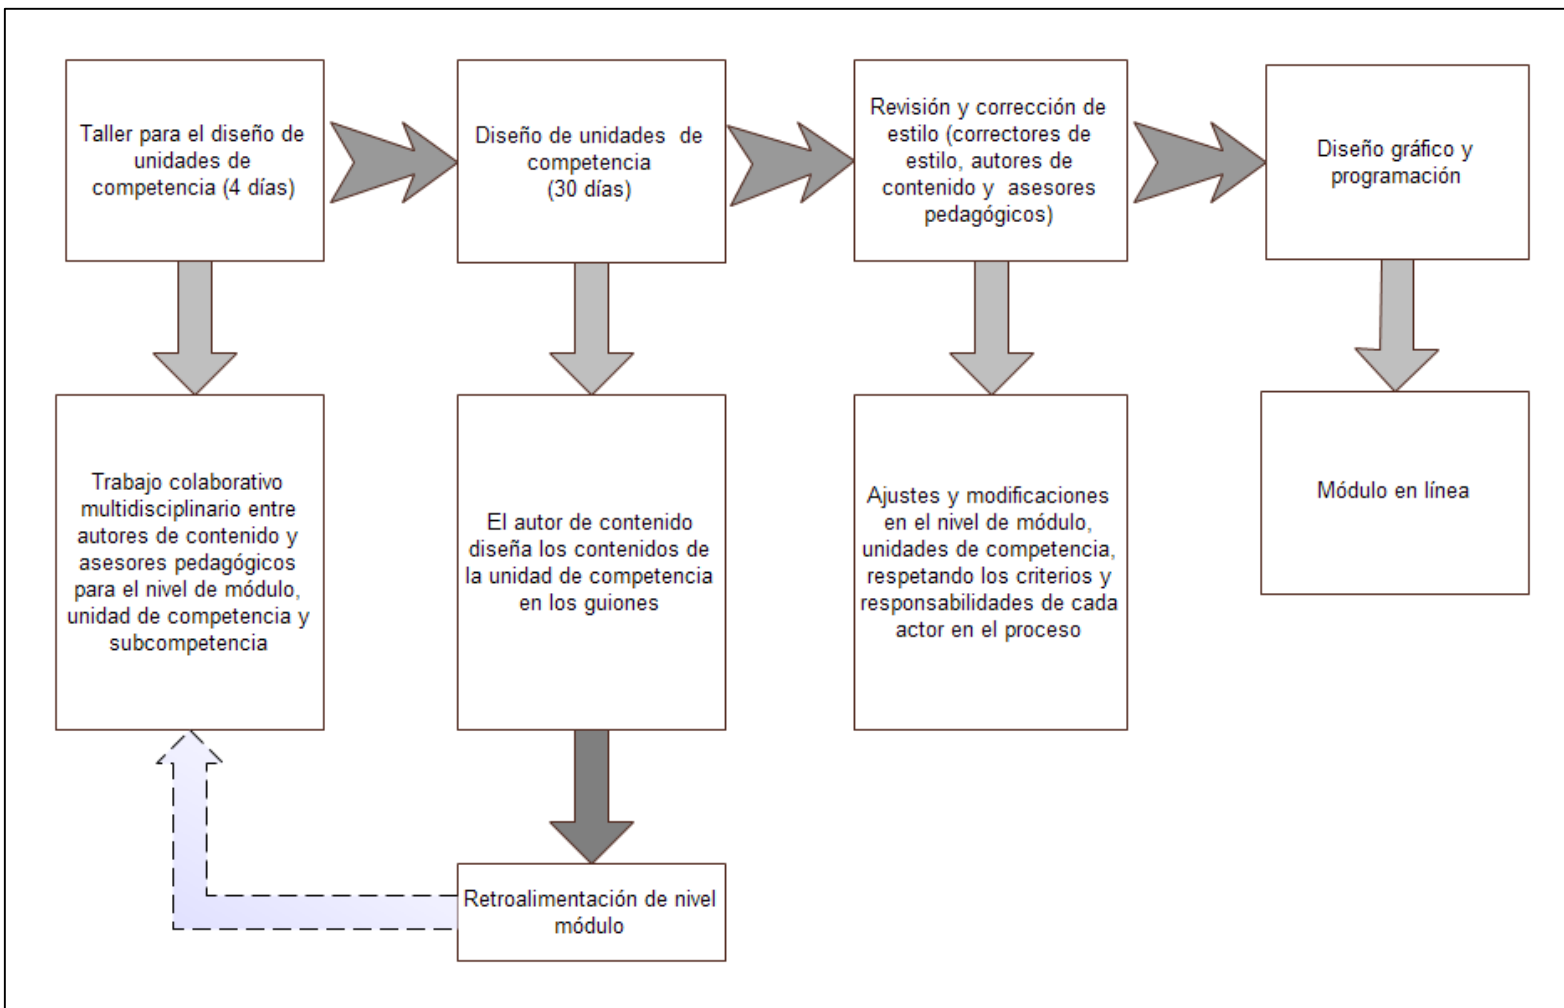 Taller para el diseño de
unidades de
competencia (4 días)
Diseño de unidades de
competencia
(30 días)
Revisión y corrección de
estilo (correctores de
estilo, autores de
contenido y asesores
pedagógicos)
Diseño gráfico y
programación
Trabajo colaborativo
multidisciplinario entre
autores de contenido y
asesores pedagógicos
para el nivel de módulo,
unidad de competencia y
subcompetencia
El autor de contenido
diseña los contenidos de
la unidad de competencia
en los guiones
Ajustes y modificaciones
en el nivel de módulo,
unidades de competencia,
respetando los criterios y
responsabilidades de cada
actor en el proceso
Módulo en línea
Retroalimentación de nivel
módulo